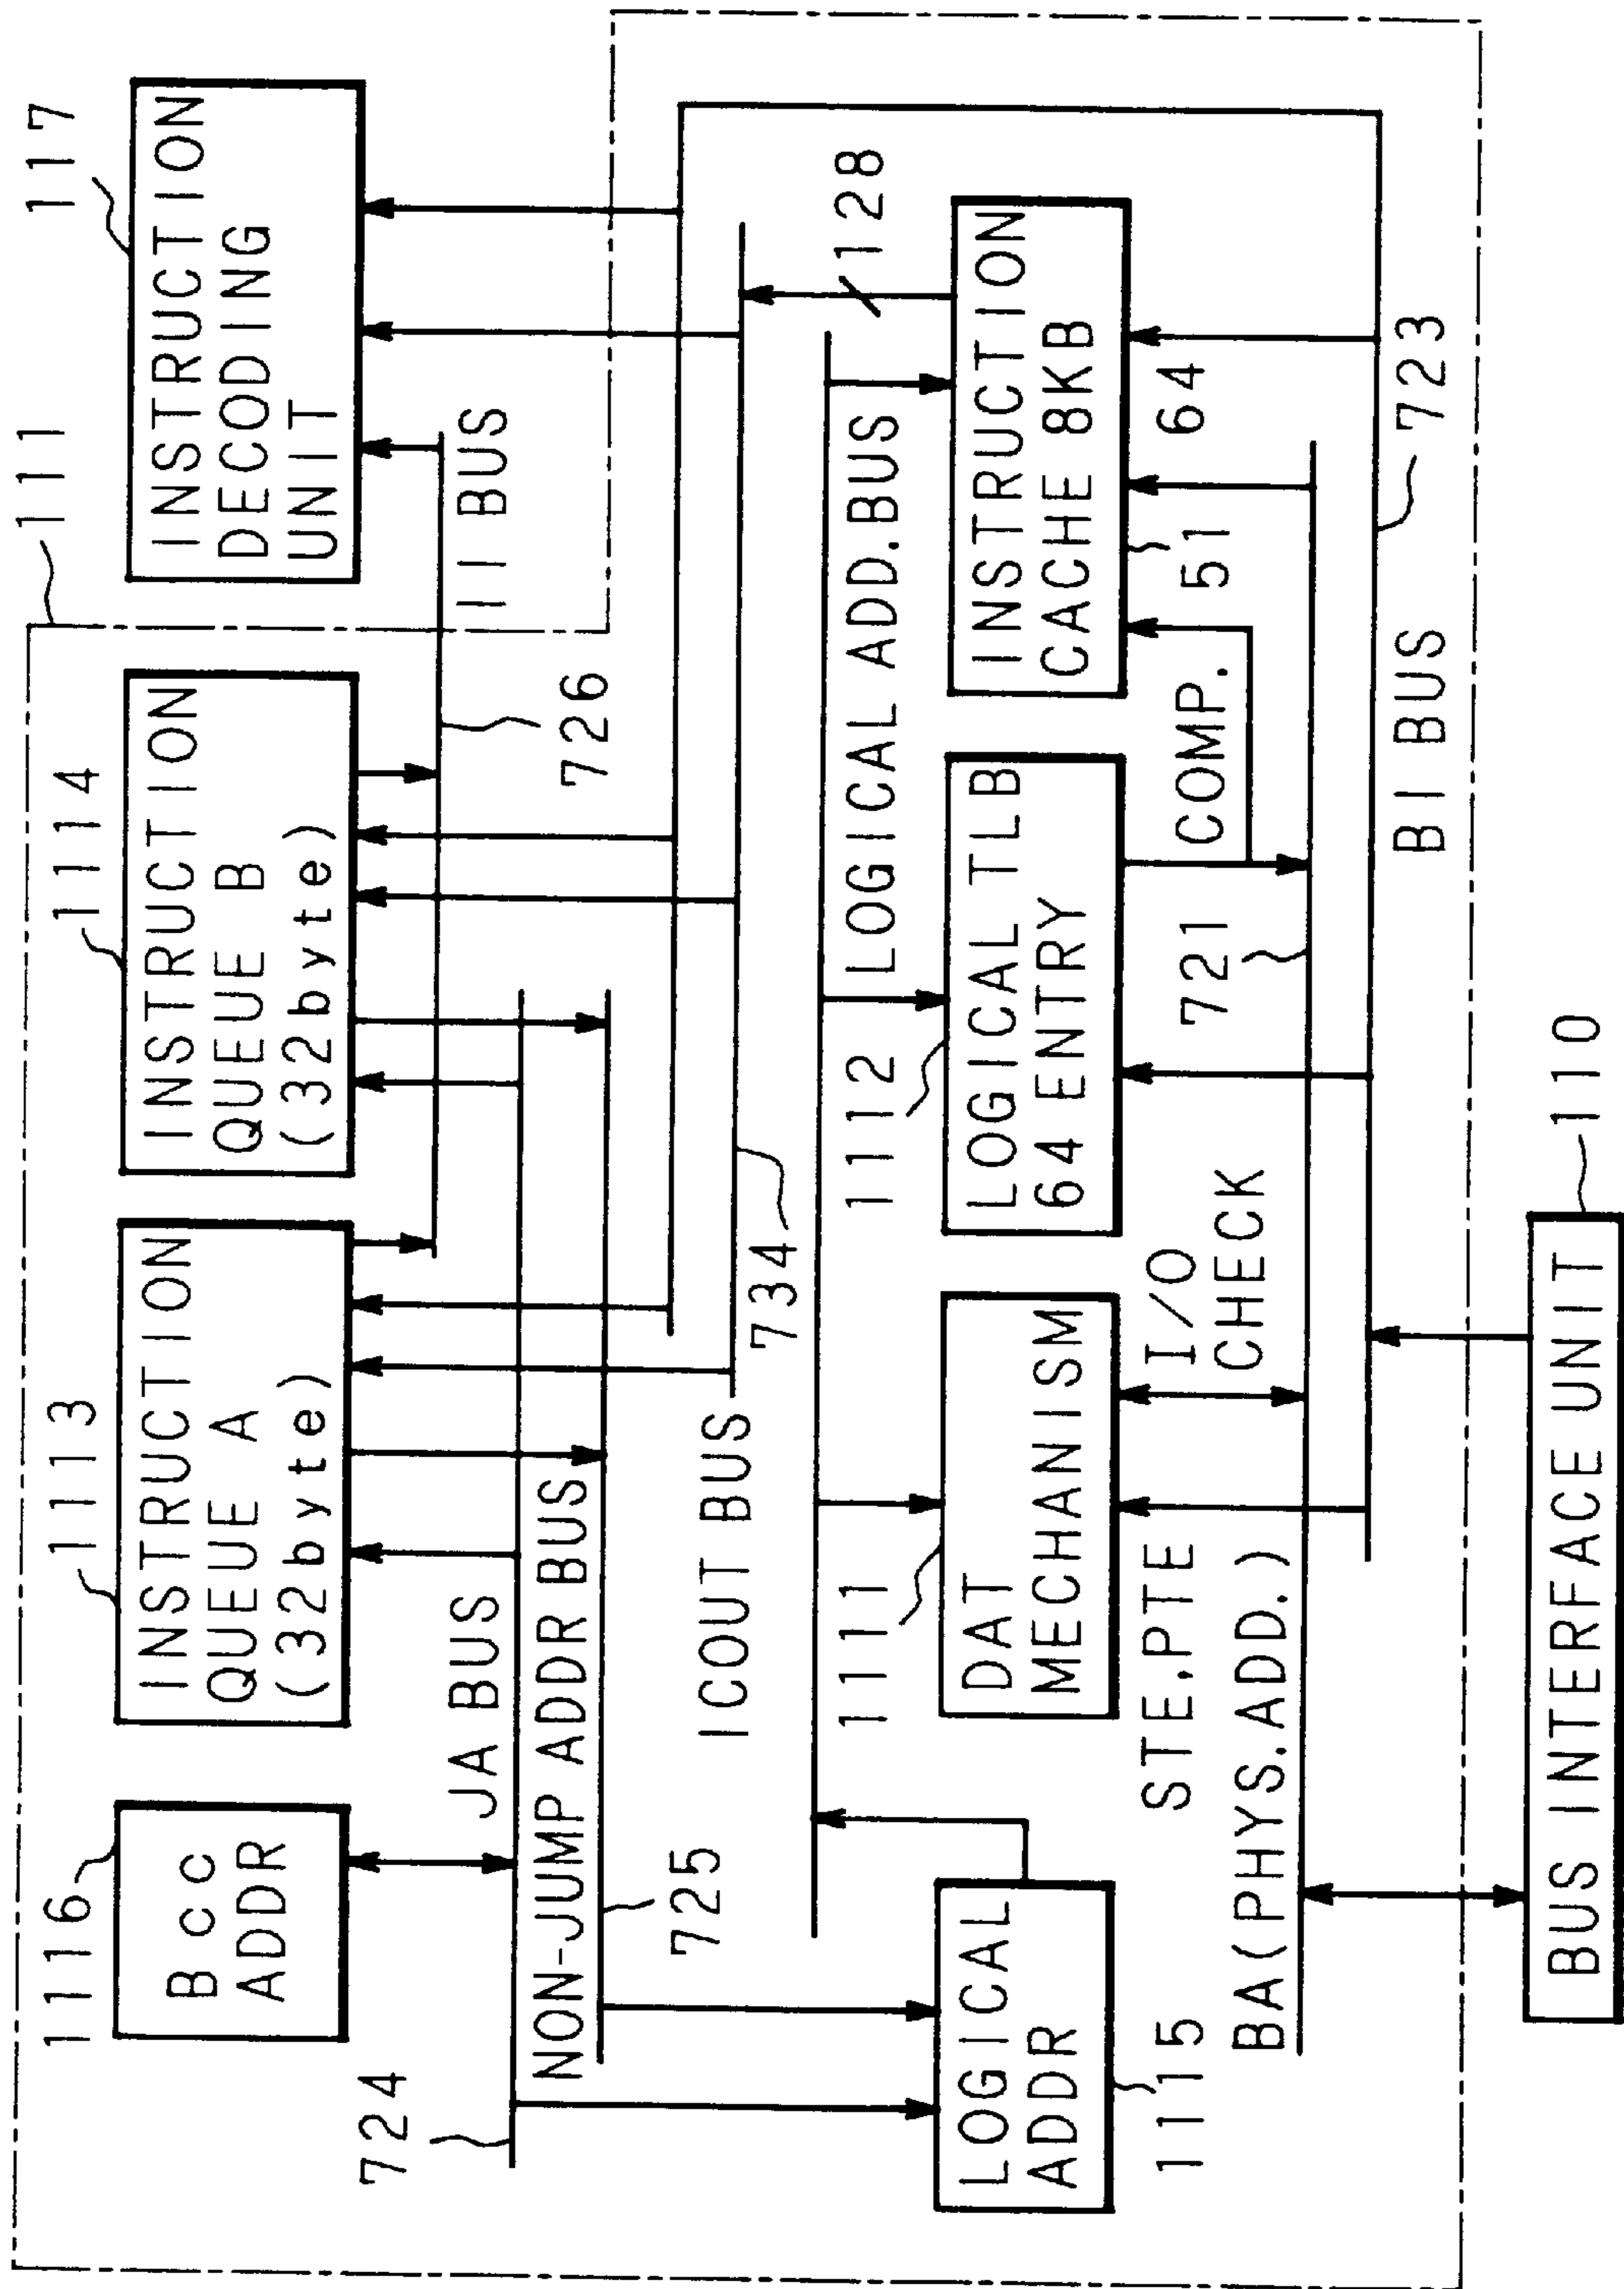 111
117
1114
1113
1116
INSTRUCTION
DECODING
UNIT
INSTRUCTION
QUEUE B
(32byte)
INSTRUCTION
QUEUE A
(32byte)
Bcc
ADDR
II BUS
726
JA BUS
724
NON-JUMP ADDR BUS
725
ICOUT BUS
734
128
LOGICAL ADD.BUS
1112
1111
INSTRUCTION
CACHE 8KB
LOGICAL TLB
64 ENTRY
DAT
MECHANISM
LOGICAL
ADDR
1115
64
51
COMP.
721
I/O
CHECK
STE,PTE
BA(PHYS.ADD.)
723
BI BUS
110
BUS INTERFACE UNIT